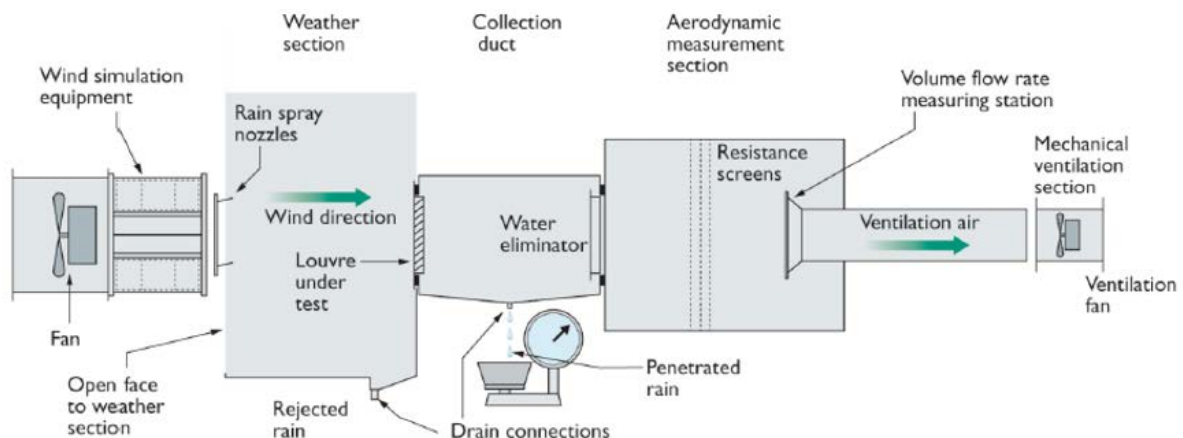 Weather
section
Collection
duct
Aerodynamic
measurement
section
Wind simulation
equipment
Rain spray
nozzles
Volume flow rate
measuring station
Resistance
screens
Mechanical
ventilation
section
Wind direction
Water
eliminator
Ventilation air
Louvre
under
test
Ventilation
fan
Fan
Open face
to weather
section
Rejected
rain
Drain connections
Penetrated
rain